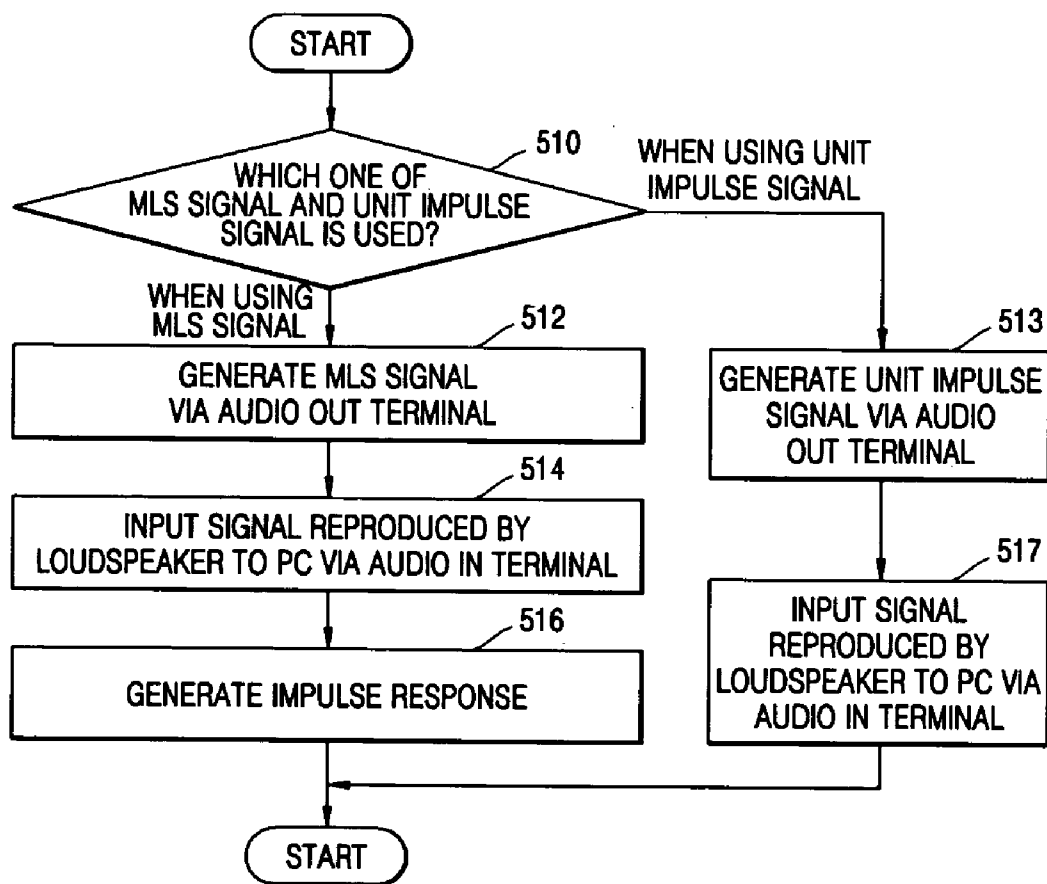 START
510
WHICH ONE OF
MLS SIGNAL AND UNIT IMPULSE
SIGNAL IS USED?
WHEN USING UNIT
IMPULSE SIGNAL
WHEN USING
MLS SIGNAL
512
GENERATE MLS SIGNAL
VIA AUDIO OUT TERMINAL
513
GENERATE UNIT IMPULSE
SIGNAL VIA AUDIO
OUT TERMINAL
514
INPUT SIGNAL REPRODUCED BY
LOUDSPEAKER TO PC VIA AUDIO IN TERMINAL
517
INPUT SIGNAL
REPRODUCED BY
LOUDSPEAKER TO PC VIA
AUDIO IN TERMINAL
516
GENERATE IMPULSE RESPONSE
START